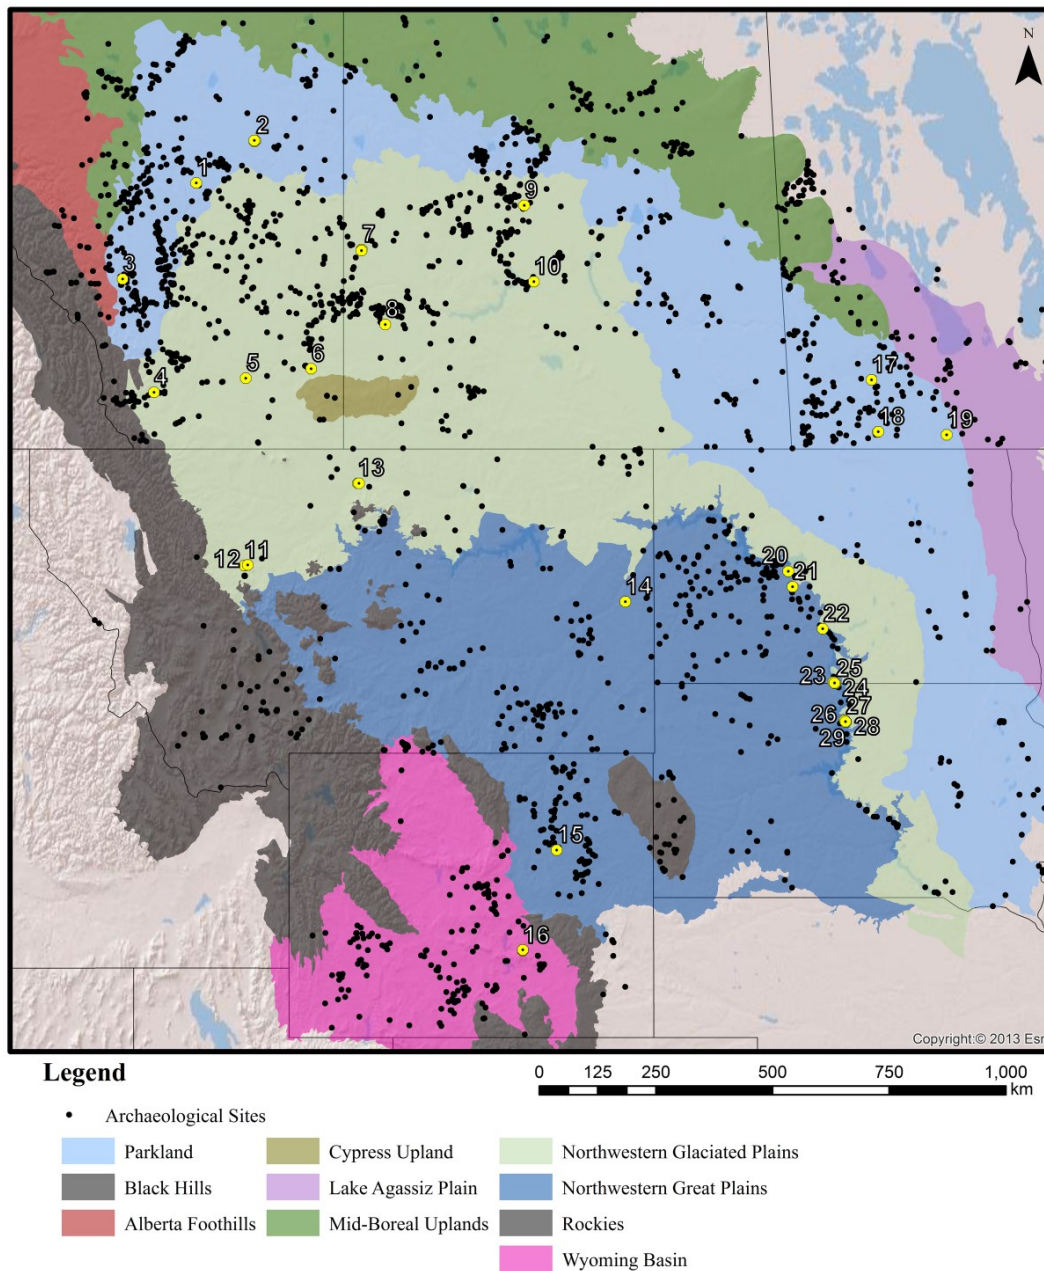 N
2
1
9
7
3
10
8
6
5
4
17
18
19
13
12 11
20
21
14
22
25
23
24
27
26
28
29
15
16
Copyright:© 2013 Esr
Legend
0 125 250 500 750 1,000
km
Archaeological Sites
Parkland Cypress Upland Northwestern Glaciated Plains
Black Hills Lake Agassiz Plain Northwestern Great Plains
Alberta Foothills Mid-Boreal Uplands Rockies
Wyoming Basin